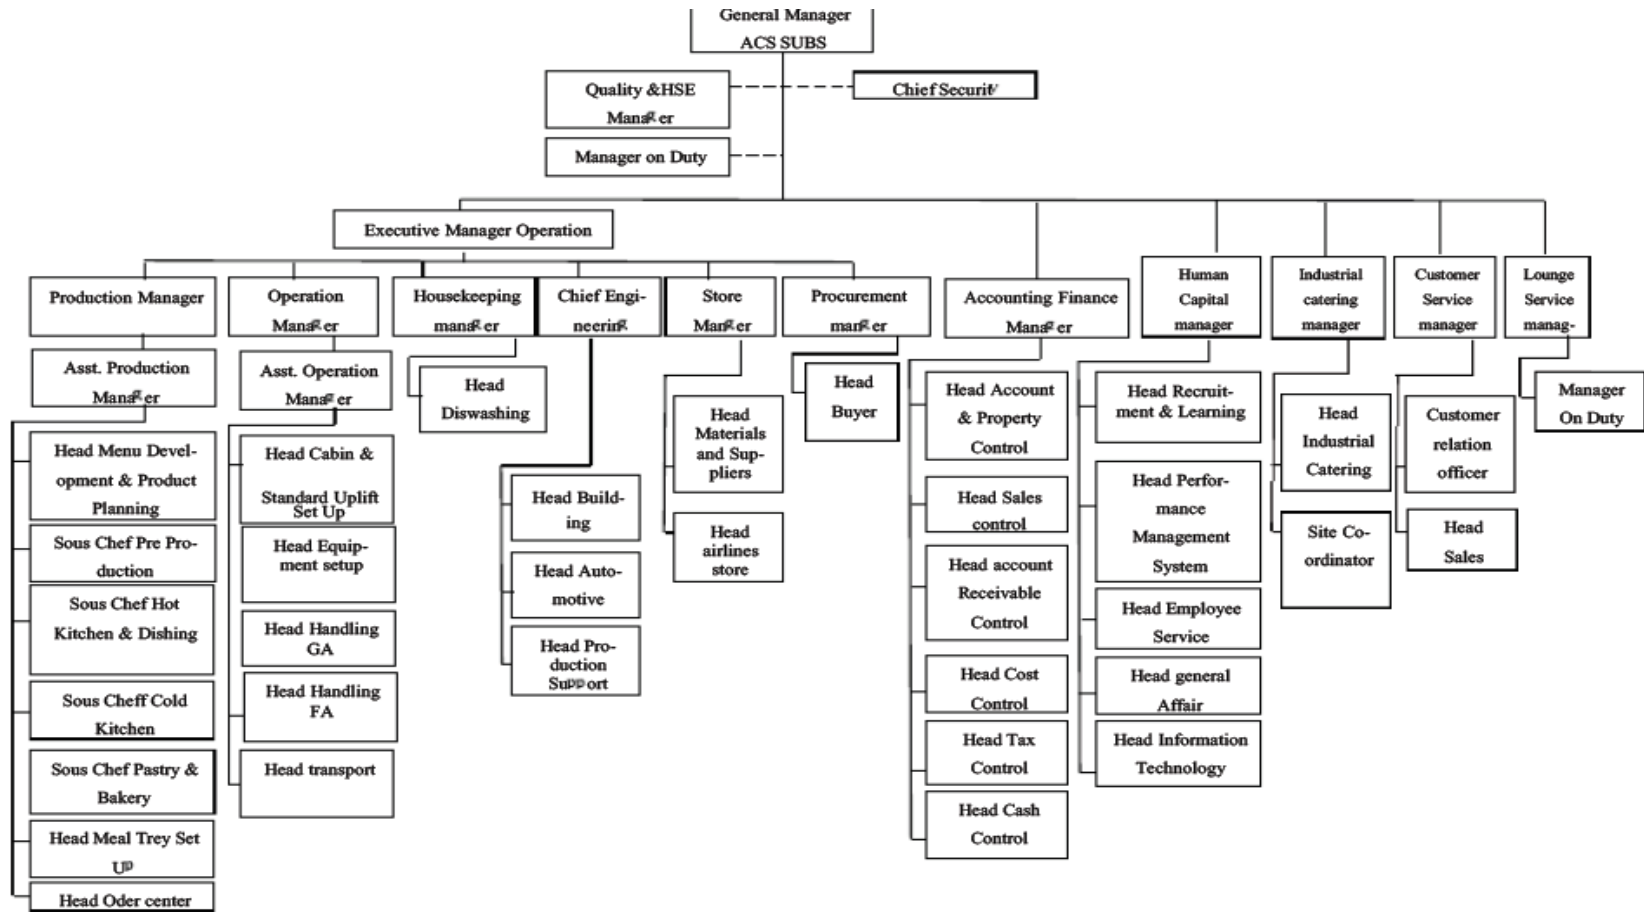 General Manager
ACS SUBS
Quality &HSE
Manager
Chief Security
Manager on Duty
Executive Manager Operation
Production Manager
Operation
Manager
Housekeeping
manager
Chief Engi-
neering
Store
Manger
Procurement
manger
Accounting Finance
Manager
Human
Capital
manager
Industrial
catering
manager
Customer
Service
manager
Lounge
Service
manag-
Asst. Production
Manager
Head Menu Devel-
opment & Product
Planning
Sous Chef Pre Pro-
duction
Sous Chef Hot
Kitchen & Dishing
Sous Cheff Cold
Kitchen
Sous Chef Pastry &
Bakery
Head Meal Trey Set
Up
Head Oder center
Asst. Operation
Manager
Head Cabin &
Standard Uplift
Set Up
Head Equip-
ment setup
Head Handling
GA
Head Handling
FA
Head transport
Head
Diswashing
Head Build-
ing
Head Auto-
motive
Head Pro-
duction
Support
Head
Materials
and Sup-
pliers
Head
airlines
store
Head
Buyer
Head Account
& Property
Control
Head Sales
control
Head account
Receivable
Control
Head Cost
Control
Head Tax
Control
Head Cash
Control
Head Recruit-
ment & Learning
Head Perfor-
mance
Management
System
Head Employee
Service
Head general
Affair
Head Information
Technology
Head
Industrial
Catering
Site Co-
ordinator
Customer
relation
officer
Head
Sales
Manager
On Duty